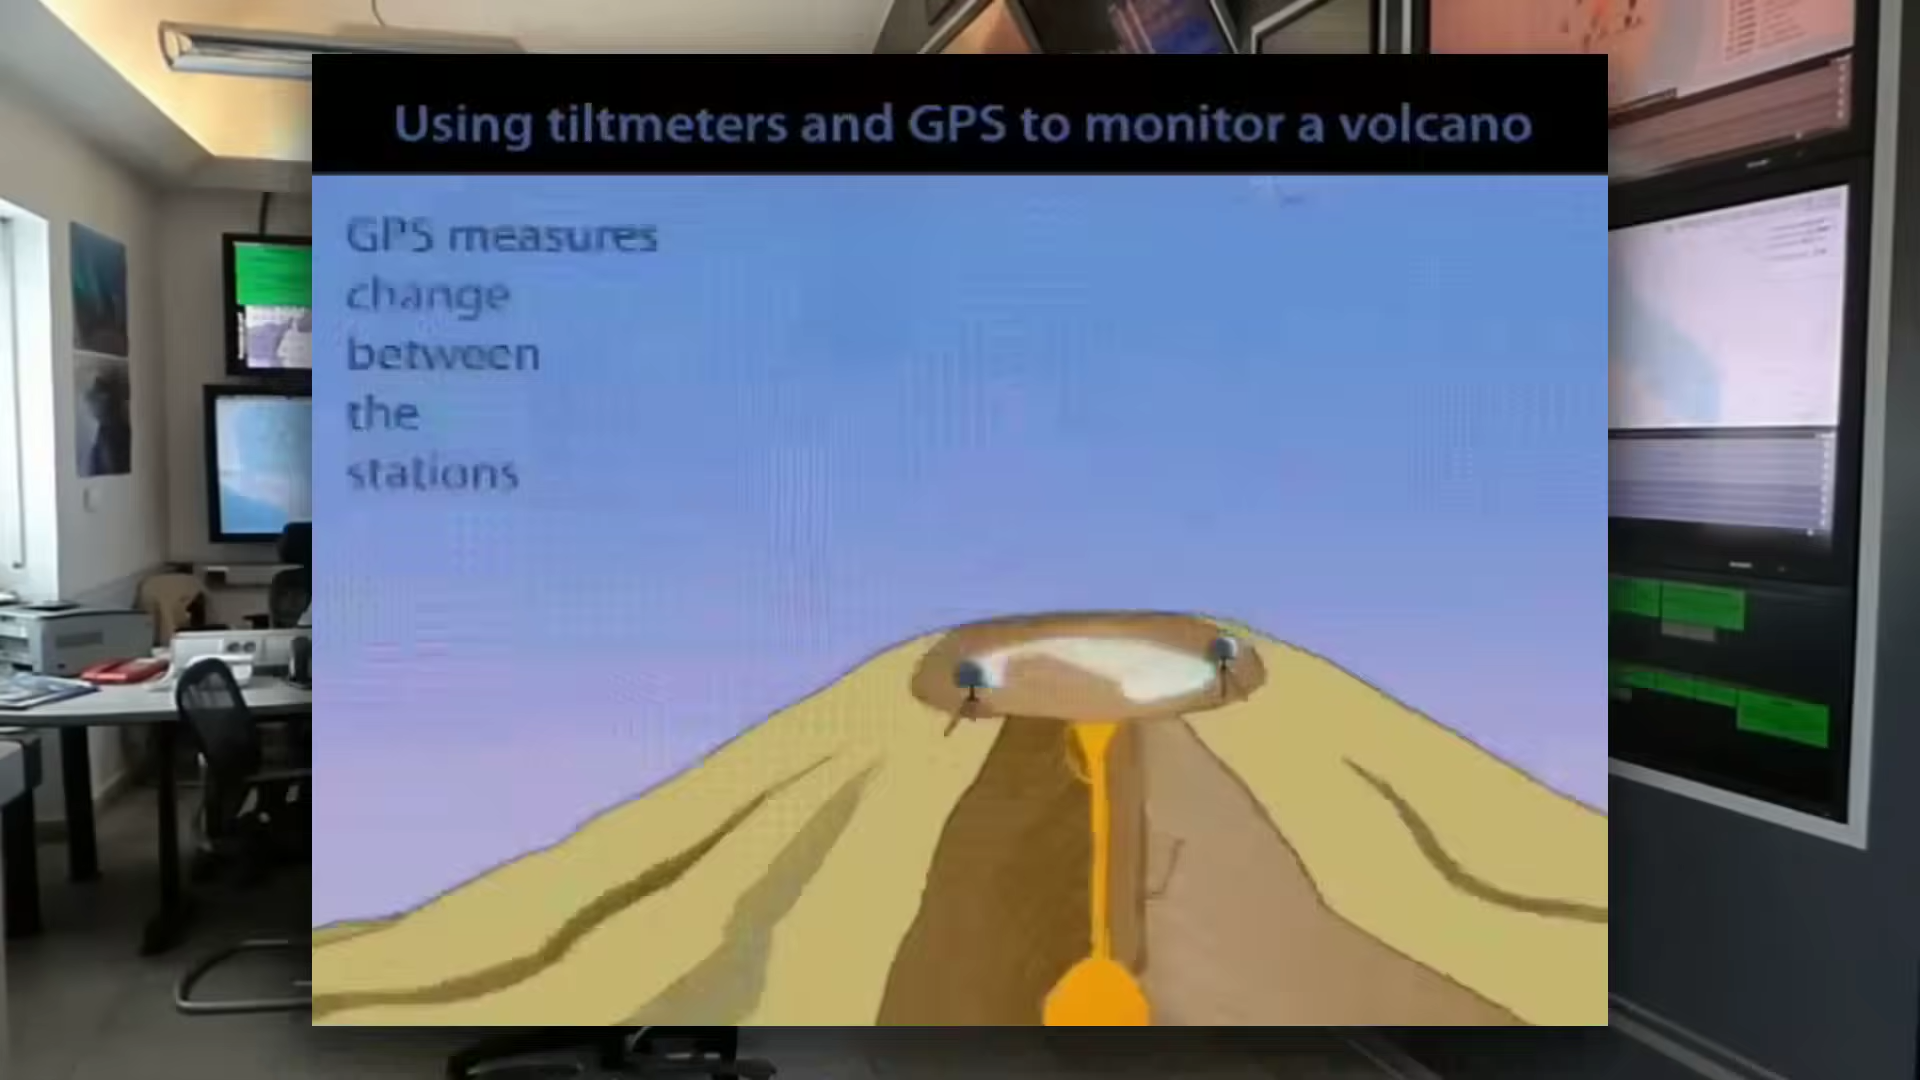 Using tiltmeters and GPS to monitor a volcano
GPS measures
change
between
the
stations